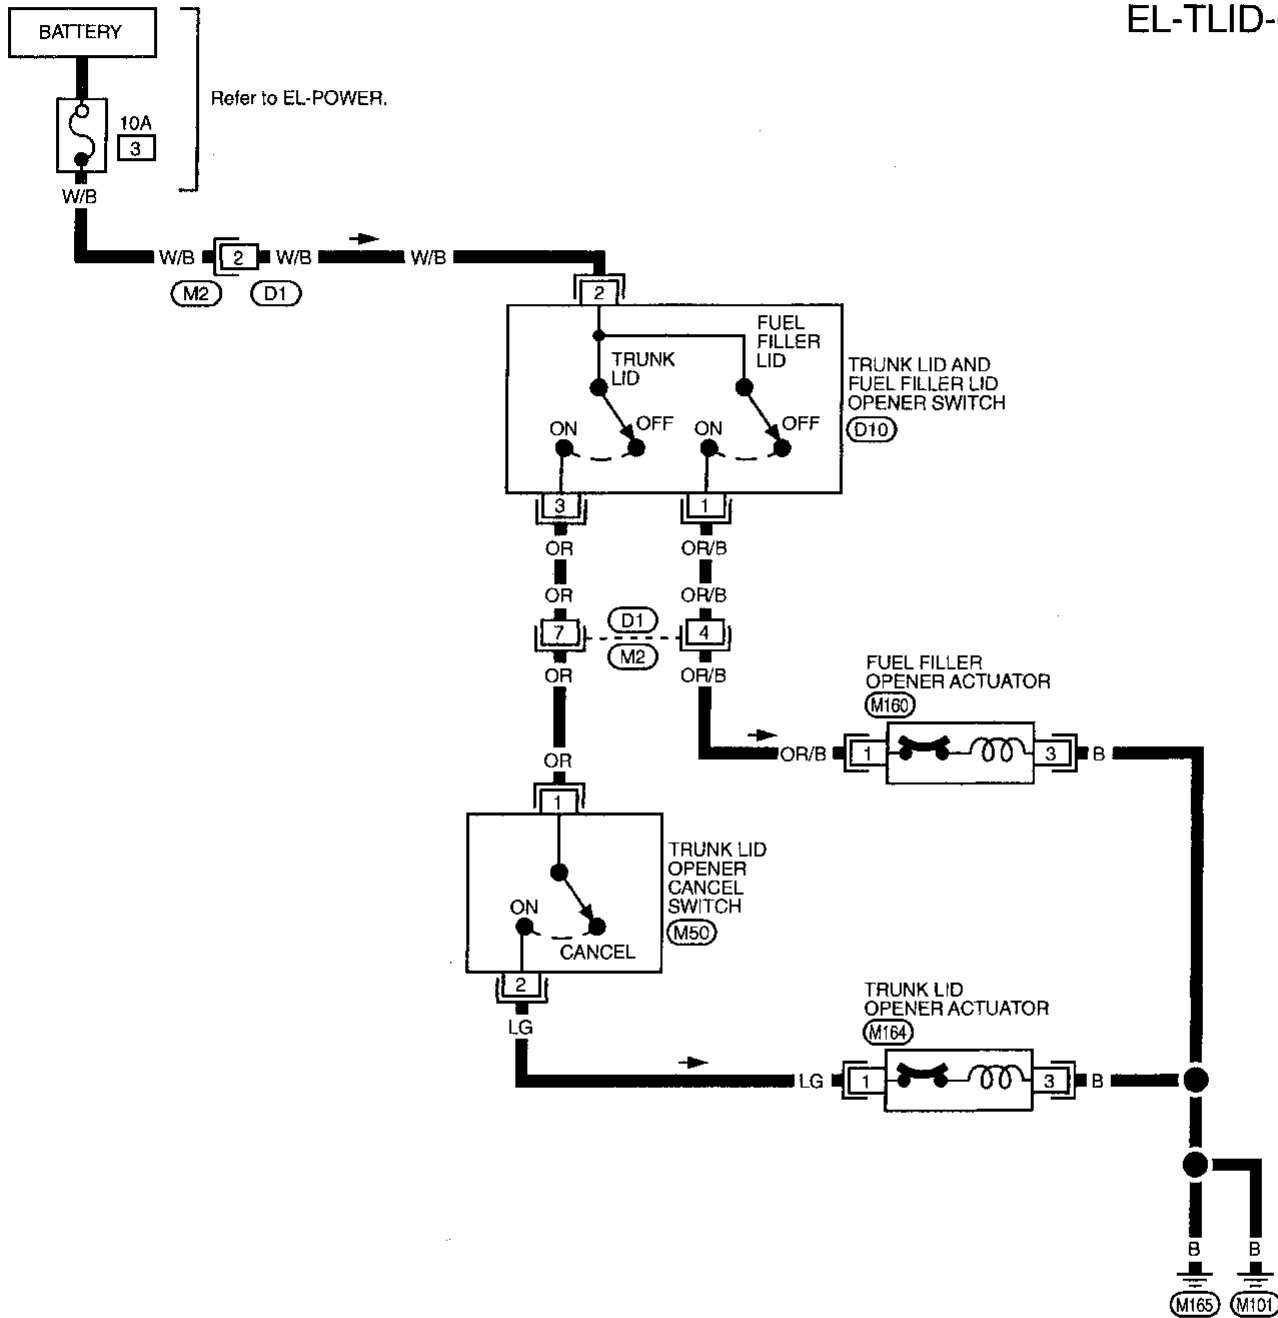 EL-TLID-
BATTERY
Refer to EL-POWER.
10A
3
W/B
W/B
2
W/B
W/B
M2
D1
2
FUEL
FILLER
LID
TRUNK
LID
TRUNK LID AND
FUEL FILLER LID
OPENER SWITCH
D10
ON
OFF
ON
OFF
3
1
OR
OR/B
OR
OR/B
7
D1
M2
4
OR
OR/B
FUEL FILLER
OPENER ACTUATOR
M160
OR/B
1
3
B
OR
1
TRUNK LID
OPENER
CANCEL
SWITCH
M50
ON
CANCEL
2
LG
TRUNK LID
OPENER ACTUATOR
M164
LG
1
3
B
B
B
M165
M101